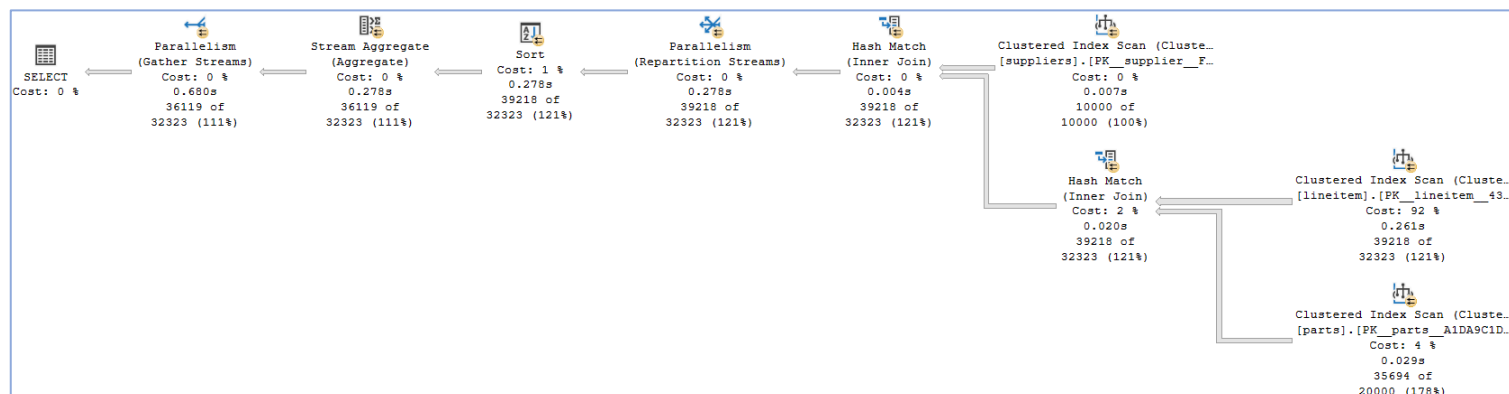 SELECT
Cost: 0 %
Parallelism
(Gather Streams)
Cost: 0 %
0.680s
36119 of
32323 (111%)
Stream Aggregate
(Aggregate)
Cost: 0 %
0.278s
36119 of
32323 (111%)
Sort
Cost: 1 %
0.278s
39218 of
32323 (121%)
Parallelism
(Repartition Streams)
Cost: 0 %
0.278s
39218 of
32323 (121%)
Hash Match
(Inner Join)
Cost: 0 %
0.004s
39218 of
32323 (121%)
Clustered Index Scan (Cluste…
[suppliers].[PK__supplier__F…
Cost: 0 %
0.007s
10000 of
10000 (100%)
Hash Match
(Inner Join)
Cost: 2 %
0.020s
39218 of
32323 (121%)
Clustered Index Scan (Cluste…
[lineitem].[PK__lineitem__43…
Cost: 92 %
0.261s
39218 of
32323 (121%)
Clustered Index Scan (Cluste…
[parts].[PK__parts__A1DA9C1D…
Cost: 4 %
0.029s
35694 of
20000 (178%)